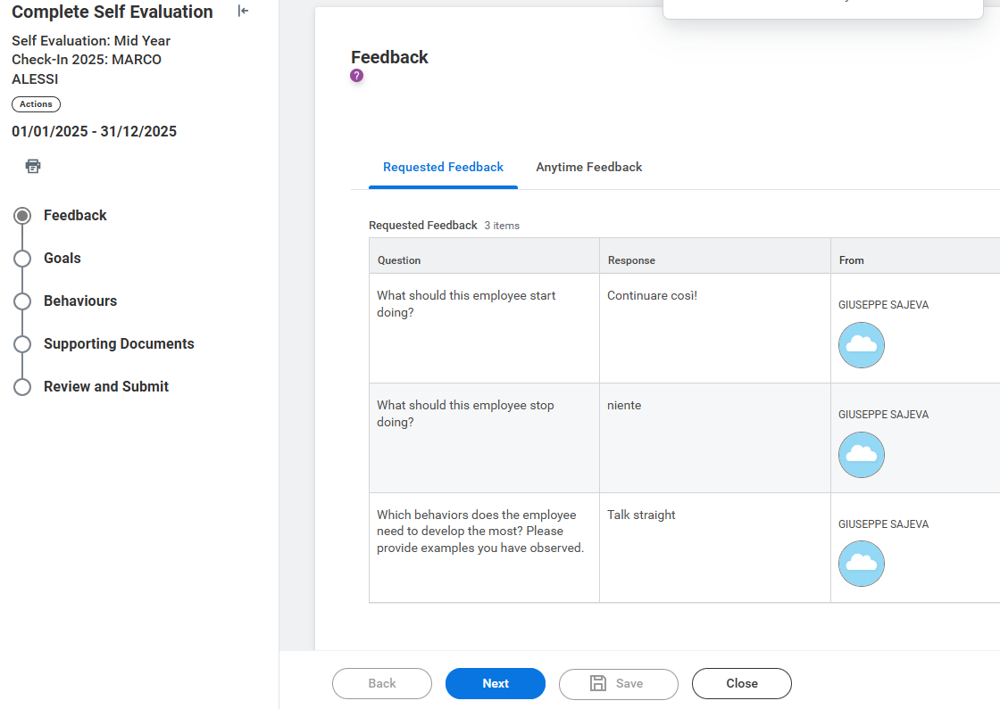 Complete Self Evaluation
Self Evaluation: Mid Year
Check-In 2025: MARCO
ALESSI
Actions
01/01/2025 - 31/12/2025
Feedback
Goals
Behaviours
Supporting Documents
Review and Submit
Feedback
?
Requested Feedback Anytime Feedback
Requested Feedback 3 items
Question Response From
What should this employee start
doing?
Continuare così!
GIUSEPPE SAJEVA
What should this employee stop
doing?
niente
GIUSEPPE SAJEVA
Which behaviors does the employee
need to develop the most? Please
provide examples you have observed.
Talk straight
GIUSEPPE SAJEVA
Back Next Save Close